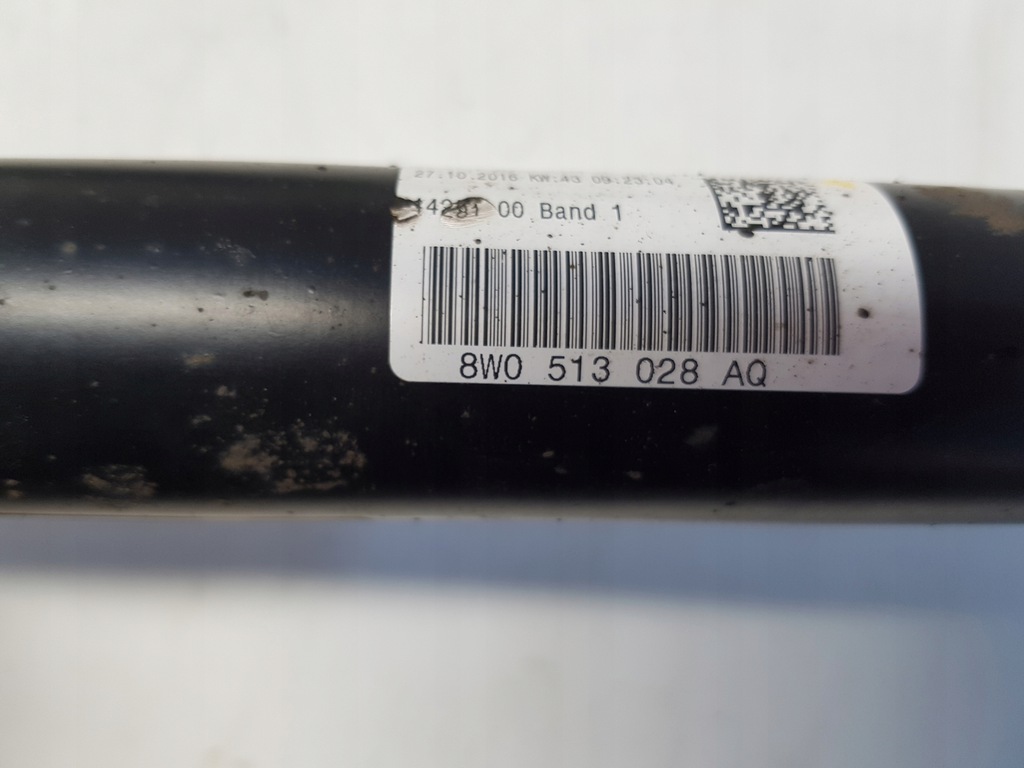 27.10.2016 KW:43 09:23:04
00 Band 1
8W0 513 028 AQ